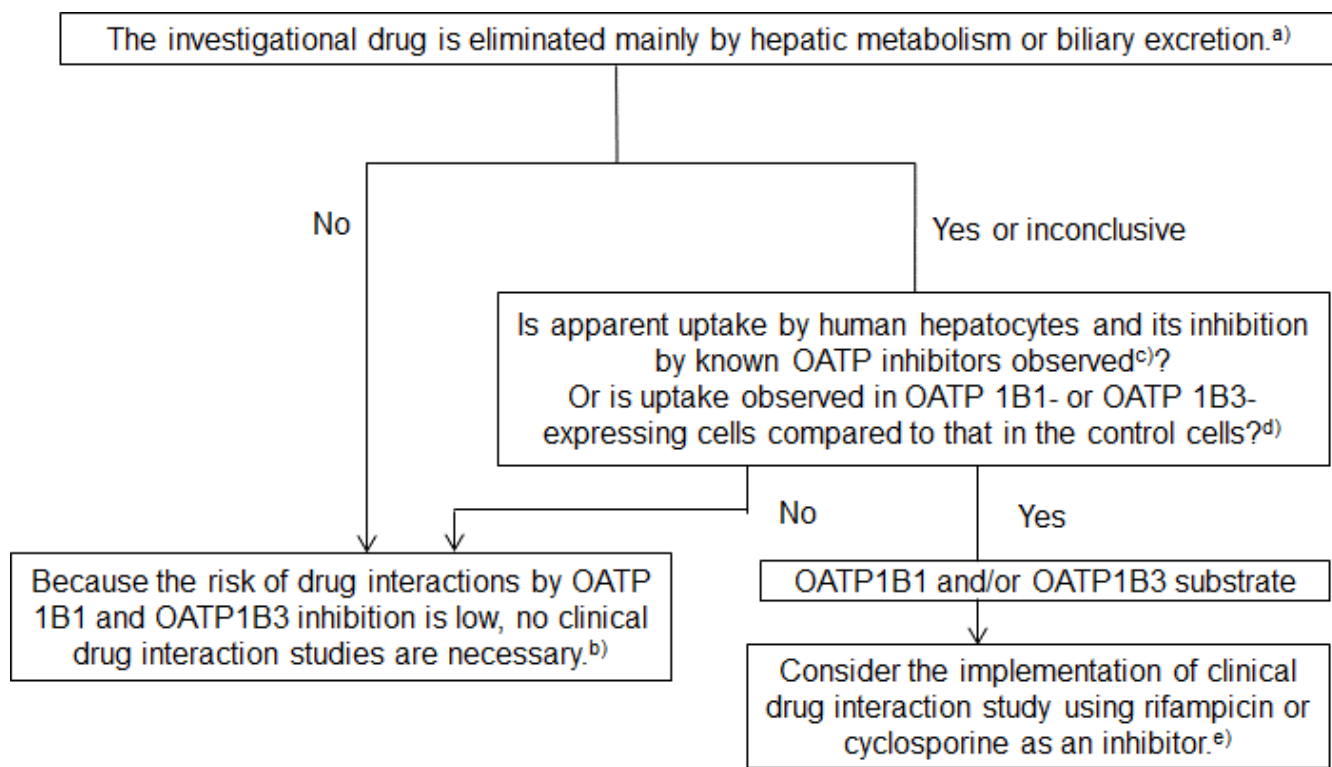 The investigational drug is eliminated mainly by hepatic metabolism or biliary excretion.a)
No
Yes or inconclusive
Is apparent uptake by human hepatocytes and its inhibition
by known OATP inhibitors observedc)?
Or is uptake observed in OATP 1B1- or OATP 1B3-
expressing cells compared to that in the control cells?d)
No
Yes
Because the risk of drug interactions by OATP
1B1 and OATP1B3 inhibition is low, no clinical
drug interaction studies are necessary.b)
OATP1B1 and/or OATP1B3 substrate
Consider the implementation of clinical
drug interaction study using rifampicin or
cyclosporine as an inhibitor.e)